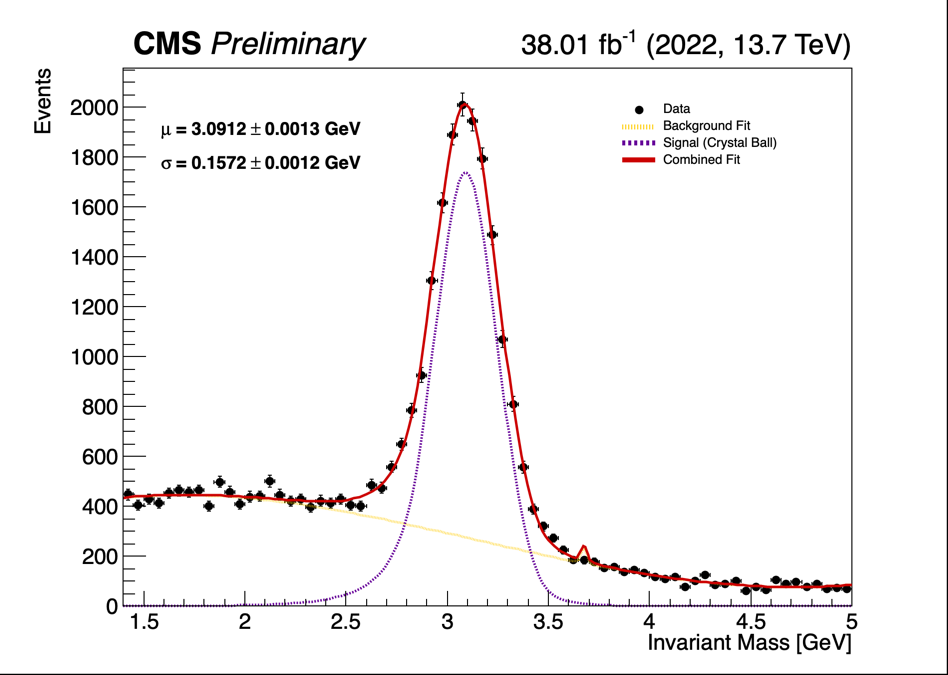 CMS Preliminary
38.01 fb⁻¹ (2022, 13.7 TeV)
Events
2000
1800
1600
1400
1200
1000
800
600
400
200
0
μ = 3.0912 ± 0.0013 GeV
σ = 0.1572 ± 0.0012 GeV
Data
Background Fit
Signal (Crystal Ball)
Combined Fit
1.5 2 2.5 3 3.5 4 4.5 5
Invariant Mass [GeV]